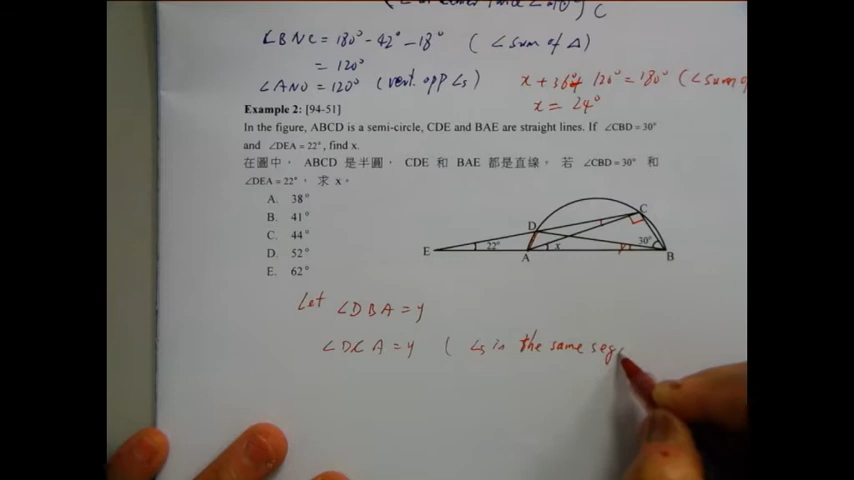 ∠BNC = 180° - 42° - 18° ( ∠ sum of Δ)
= 120°
∠ANO = 120° (vert. opp ∠s) x + 36° + 120° = 180° (∠sum of
x = 24°
Example 2: [94-51]
In the figure, ABCD is a semi-circle, CDE and BAE are straight lines. If ∠CBD = 30°
and ∠DEA = 22°, find x.
在圖中， ABCD 是半圓， CDE 和 BAE 都是直線。 若 ∠CBD = 30° 和
∠DEA = 22°， 求 x。
A. 38°
B. 41°
C. 44°
D. 52°
E. 62°
C
D
30°
E 22° x y
A B
Let ∠DBA = y
∠DCA = y ( ∠s in the same seg